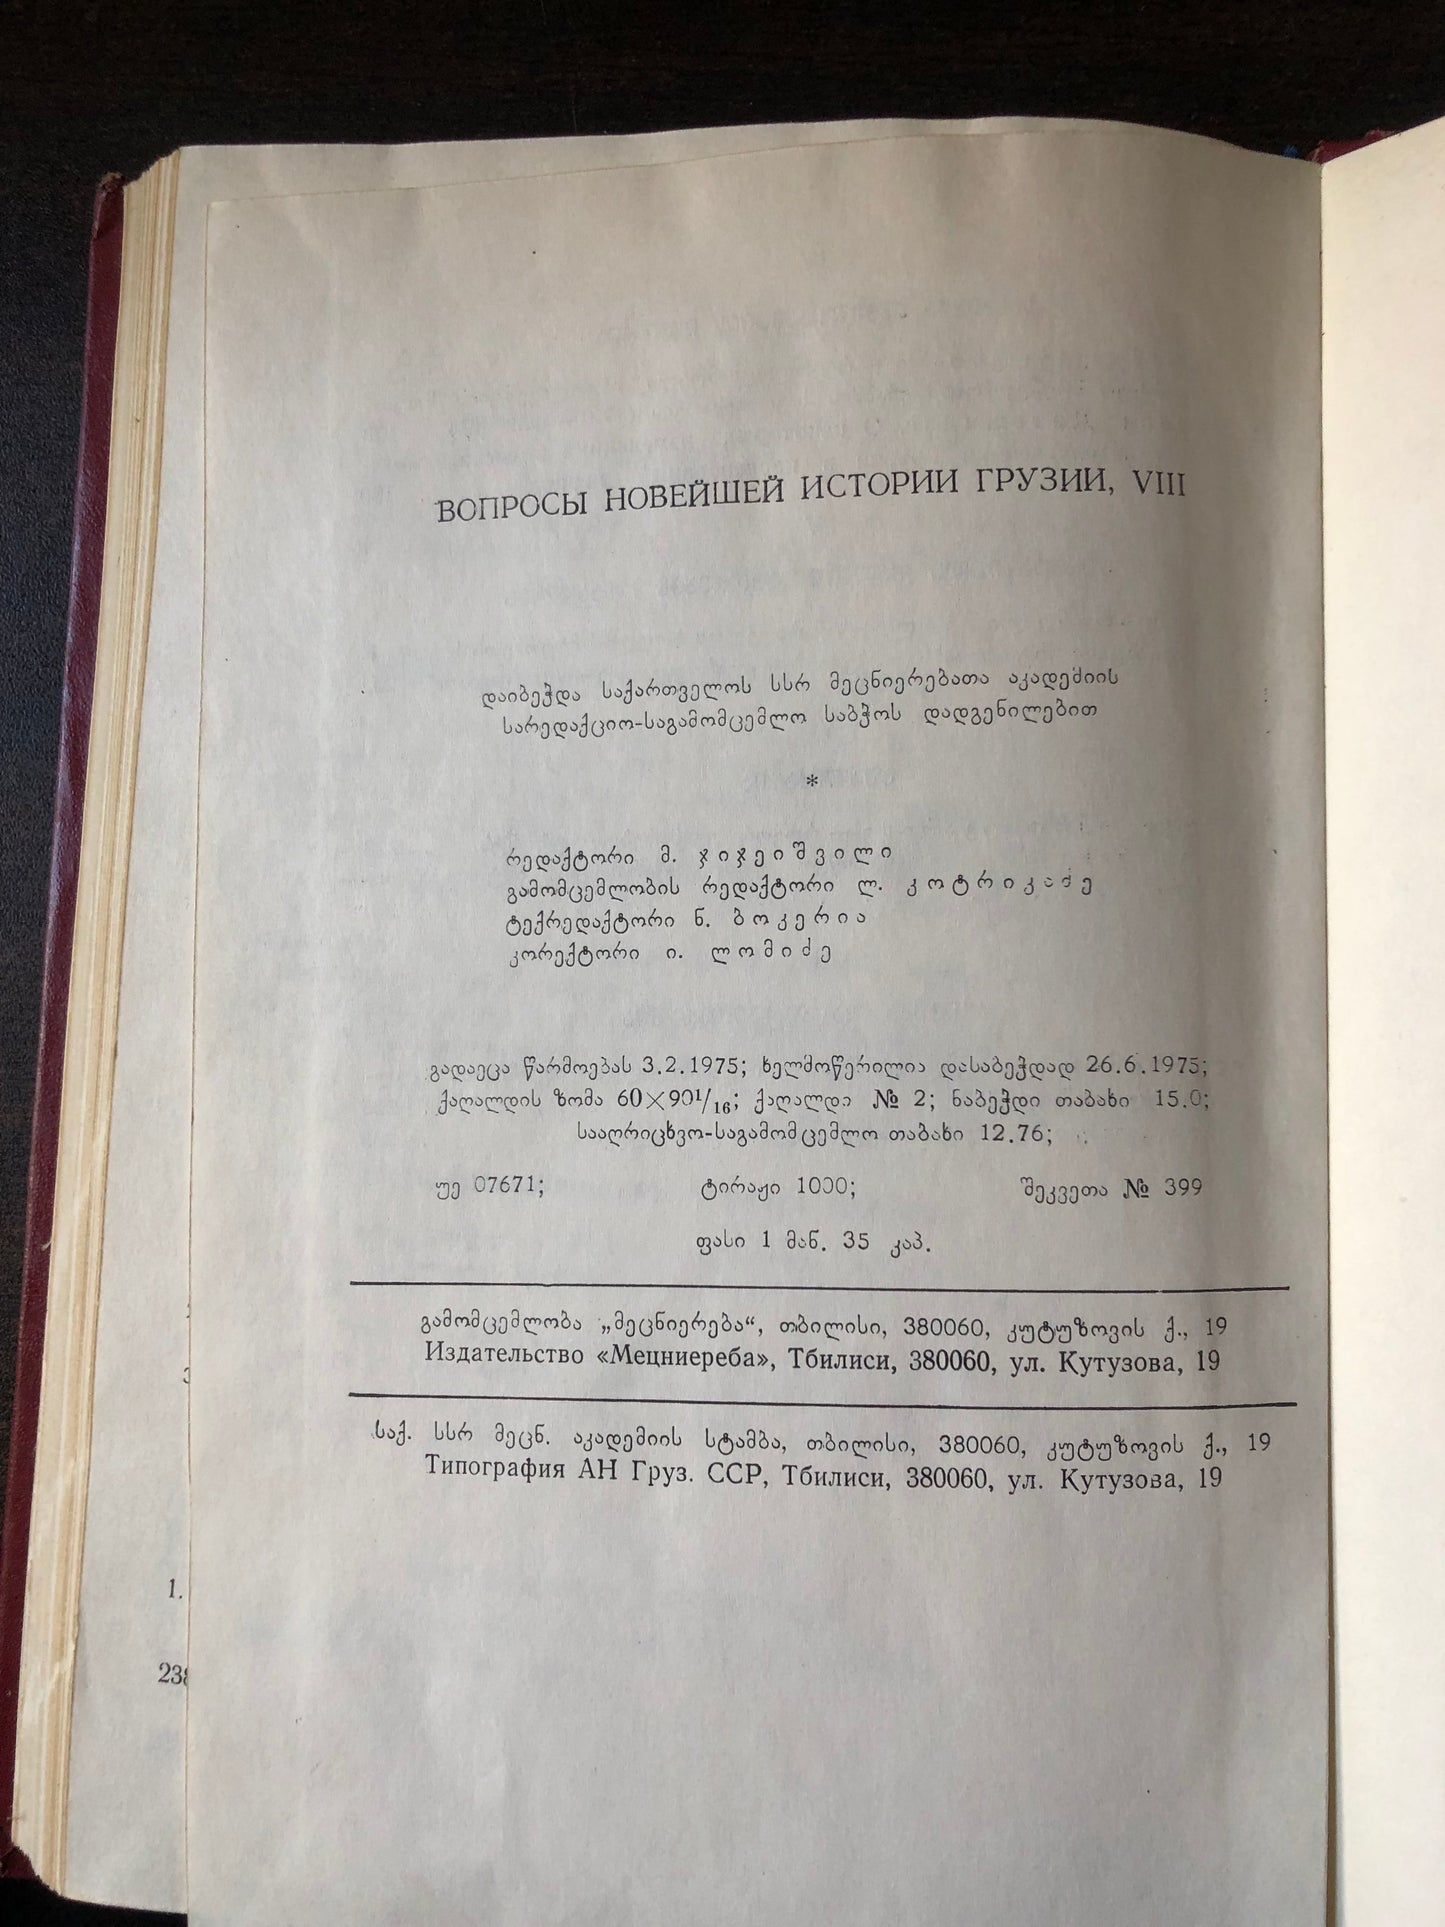 ВОПРОСЫ НОВЕЙШЕЙ ИСТОРИИ ГРУЗИИ, VIII
დაიბეჭდა საქართველოს სსრ მეცნიერებათა აკადემიის
სარედაქციო-საგამომცემლო საბჭოს დადგენილებით
*
რედაქტორი მ. ჯიჯეიშვილი
გამომცემლობის რედაქტორი ლ. კოტრიკაძე
ტექრედაქტორი ნ. ბოკერია
კორექტორი ი. ლომიძე
გადაეცა წარმოებას 3.2.1975; ხელმოწერილია დასაბეჭდად 26.6.1975;
ქაღალდის ზომა 60×90¹/₁₆; ქაღალდი № 2; ნაბეჭდი თაბახი 15.0;
სააღრიცხვო-საგამომცემლო თაბახი 12.76;
უე 07671; ტირაჟი 1000; შეკვეთა № 399
ფასი 1 მან. 35 კაპ.
გამომცემლობა „მეცნიერება“, თბილისი, 380060, კუტუზოვის ქ., 19
Издательство «Мецниереба», Тбилиси, 380060, ул. Кутузова, 19
საქ. სსრ მეცნ. აკადემიის სტამბა, თბილისი, 380060, კუტუზოვის ქ., 19
Типография АН Груз. ССР, Тбилиси, 380060, ул. Кутузова, 19
1.